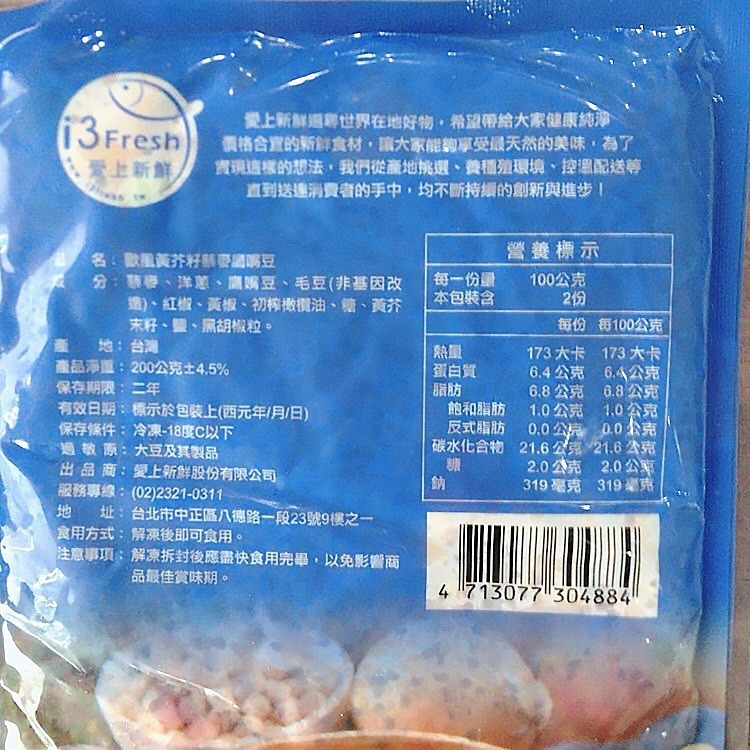 i3Fresh
愛上新鮮
愛上新鮮追尋世界在地好物，希望帶給大家健康純淨
價格合宜的新鮮食材，讓大家能夠享受最天然的美味，為了
實現這樣的想法，我們從產地挑選、養種殖環境、控溫配送等
直到送達消費者的手中，均不斷持續的創新與進步！
名：歐風黃芥籽藜麥鷹嘴豆
分：藜麥、洋蔥、鷹嘴豆、毛豆(非基因改
造)、紅椒、黃椒、初榨橄欖油、糖、黃芥
末籽、鹽、黑胡椒粒。
產地：台灣
產品淨重：200公克±4.5%
保存期限：二年
有效日期：標示於包裝上(西元年/月/日)
保存條件：冷凍-18度C以下
過敏原：大豆及其製品
出品商：愛上新鮮股份有限公司
服務專線：(02)2321-0311
地址：台北市中正區八德路一段23號9樓之一
食用方式：解凍後即可食用。
注意事項：解凍拆封後應盡快食用完畢，以免影響商
品最佳賞味期。
營養標示
每一份量 100公克
本包裝含 2份
每份 每100公克
熱量 173 大卡 173 大卡
蛋白質 6.4 公克 6.4 公克
脂肪 6.8 公克 6.8 公克
飽和脂肪 1.0 公克 1.0 公克
反式脂肪 0.0 公克 0.0 公克
碳水化合物 21.6 公克 21.6 公克
糖 2.0 公克 2.0 公克
鈉 319 毫克 319 毫克
4 713077 304884